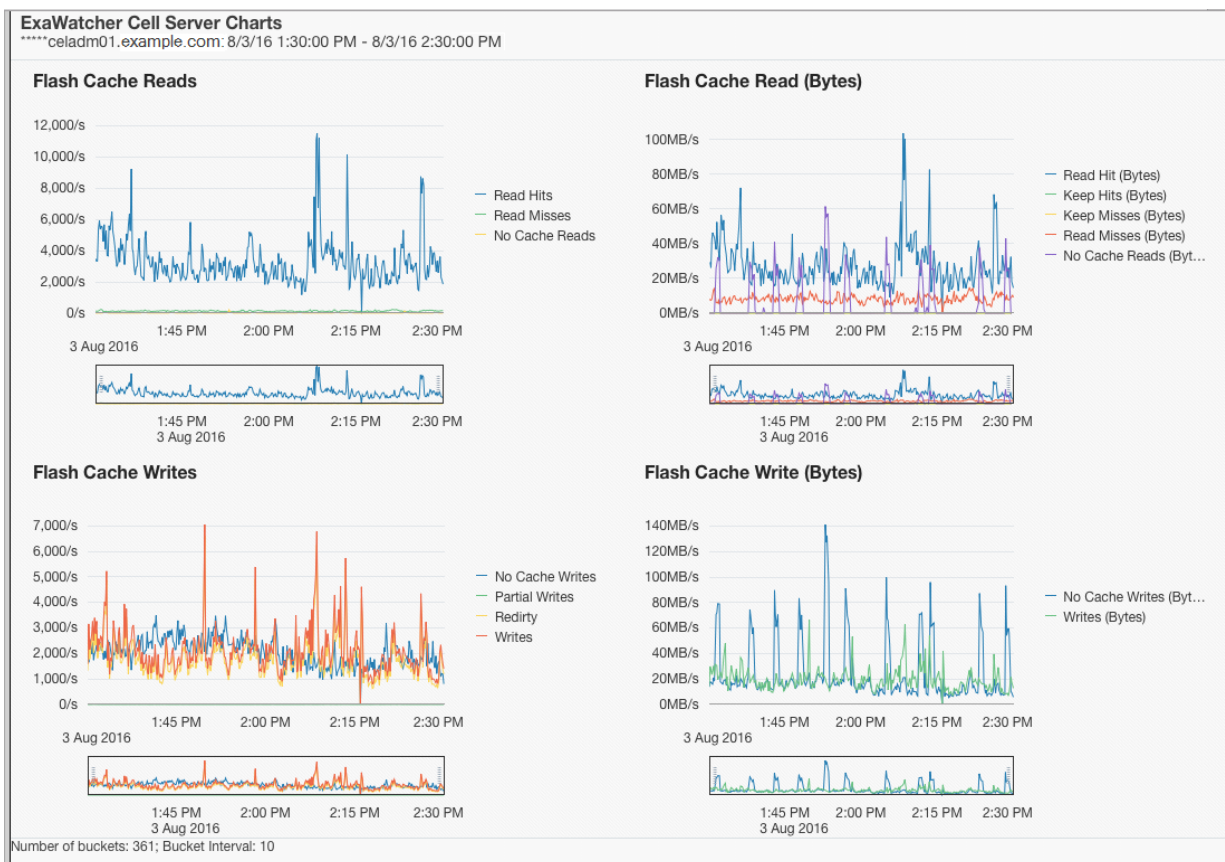 ExaWatcher Cell Server Charts
*****celadm01.example.com: 8/3/16 1:30:00 PM - 8/3/16 2:30:00 PM
Flash Cache Reads
12,000/s
10,000/s
8,000/s
6,000/s
4,000/s
2,000/s
0/s
1:45 PM 2:00 PM 2:15 PM 2:30 PM
3 Aug 2016
Read Hits
Read Misses
No Cache Reads
1:45 PM 2:00 PM 2:15 PM 2:30 PM
3 Aug 2016
Flash Cache Read (Bytes)
100MB/s
80MB/s
60MB/s
40MB/s
20MB/s
0MB/s
1:45 PM 2:00 PM 2:15 PM 2:30 PM
3 Aug 2016
Read Hit (Bytes)
Keep Hits (Bytes)
Keep Misses (Bytes)
Read Misses (Bytes)
No Cache Reads (Byt...
1:45 PM 2:00 PM 2:15 PM 2:30 PM
3 Aug 2016
Flash Cache Writes
7,000/s
6,000/s
5,000/s
4,000/s
3,000/s
2,000/s
1,000/s
0/s
1:45 PM 2:00 PM 2:15 PM 2:30 PM
3 Aug 2016
No Cache Writes
Partial Writes
Redirty
Writes
1:45 PM 2:00 PM 2:15 PM 2:30 PM
3 Aug 2016
Flash Cache Write (Bytes)
140MB/s
120MB/s
100MB/s
80MB/s
60MB/s
40MB/s
20MB/s
0MB/s
1:45 PM 2:00 PM 2:15 PM 2:30 PM
3 Aug 2016
No Cache Writes (Byt...
Writes (Bytes)
1:45 PM 2:00 PM 2:15 PM 2:30 PM
3 Aug 2016
Number of buckets: 361; Bucket Interval: 10